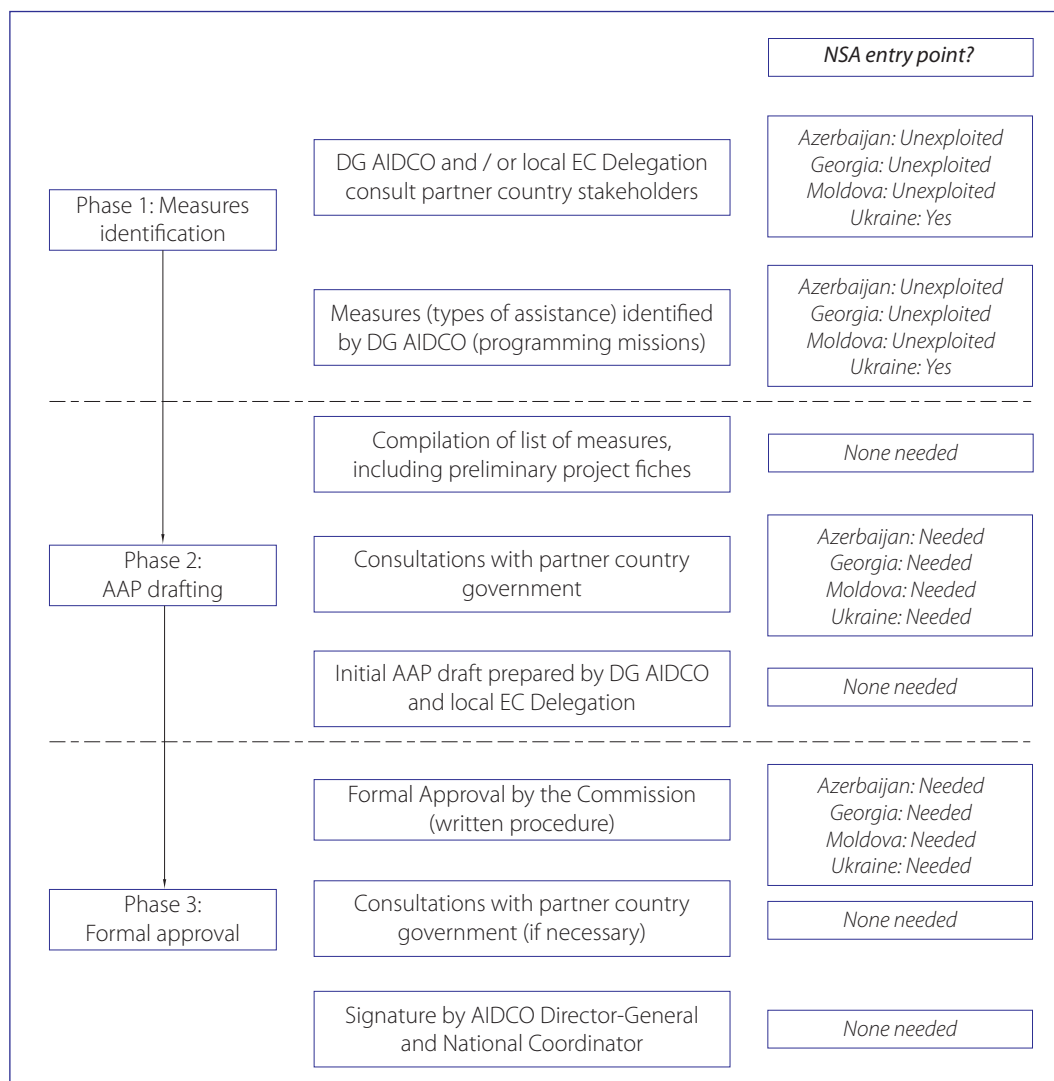 NSA entry point?
Phase 1: Measures
identification
DG AIDCO and / or local EC Delegation
consult partner country stakeholders
Azerbaijan: Unexploited
Georgia: Unexploited
Moldova: Unexploited
Ukraine: Yes
Measures (types of assistance) identified
by DG AIDCO (programming missions)
Azerbaijan: Unexploited
Georgia: Unexploited
Moldova: Unexploited
Ukraine: Yes
Compilation of list of measures,
including preliminary project fiches
None needed
Phase 2:
AAP drafting
Consultations with partner country
government
Azerbaijan: Needed
Georgia: Needed
Moldova: Needed
Ukraine: Needed
Initial AAP draft prepared by DG AIDCO
and local EC Delegation
None needed
Formal Approval by the Commission
(written procedure)
Azerbaijan: Needed
Georgia: Needed
Moldova: Needed
Ukraine: Needed
Phase 3:
Formal approval
Consultations with partner country
government (if necessary)
None needed
Signature by AIDCO Director-General
and National Coordinator
None needed